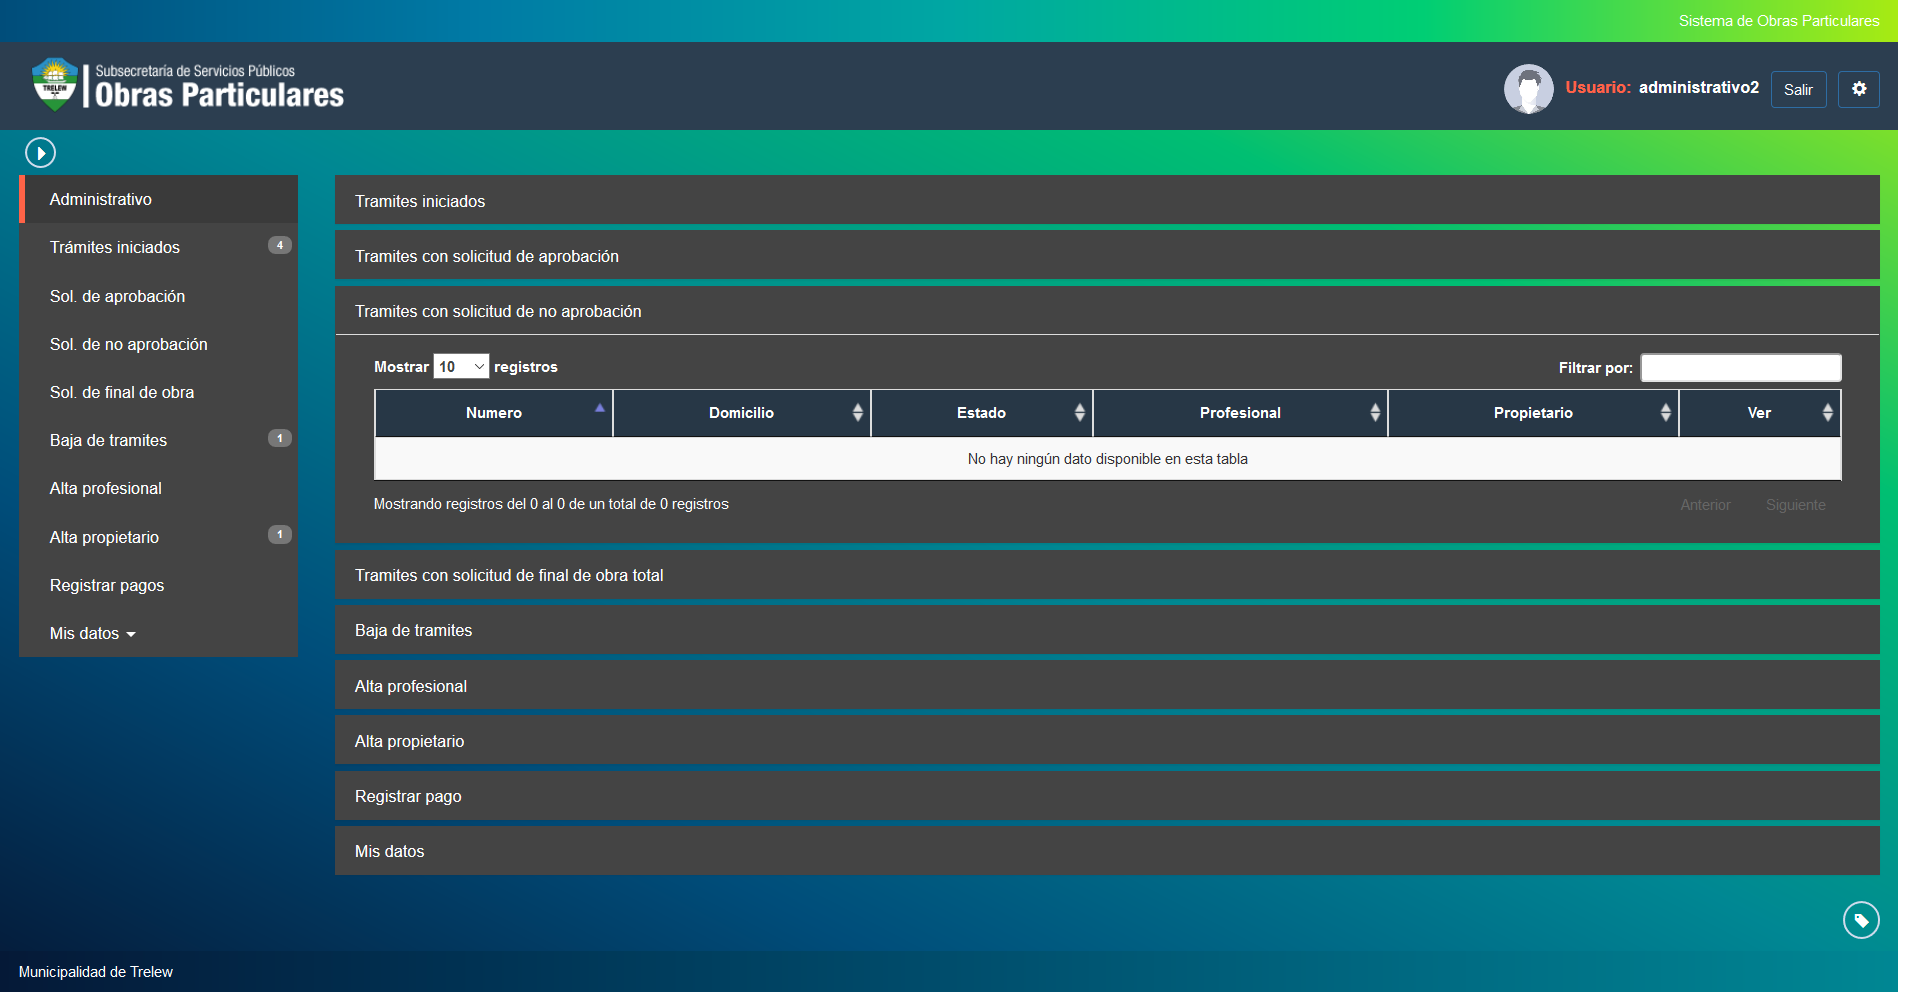 Sistema de Obras Particulares
TRELEW
Subsecretaría de Servicios Públicos
Obras Particulares
Usuario: administrativo2
Salir
Administrativo
Trámites iniciados 4
Sol. de aprobación
Sol. de no aprobación
Sol. de final de obra
Baja de tramites 1
Alta profesional
Alta propietario 1
Registrar pagos
Mis datos
Tramites iniciados
Tramites con solicitud de aprobación
Tramites con solicitud de no aprobación
Mostrar 10 registros
Filtrar por:
Numero Domicilio Estado Profesional Propietario Ver
No hay ningún dato disponible en esta tabla
Mostrando registros del 0 al 0 de un total de 0 registros
Anterior Siguiente
Tramites con solicitud de final de obra total
Baja de tramites
Alta profesional
Alta propietario
Registrar pago
Mis datos
Municipalidad de Trelew